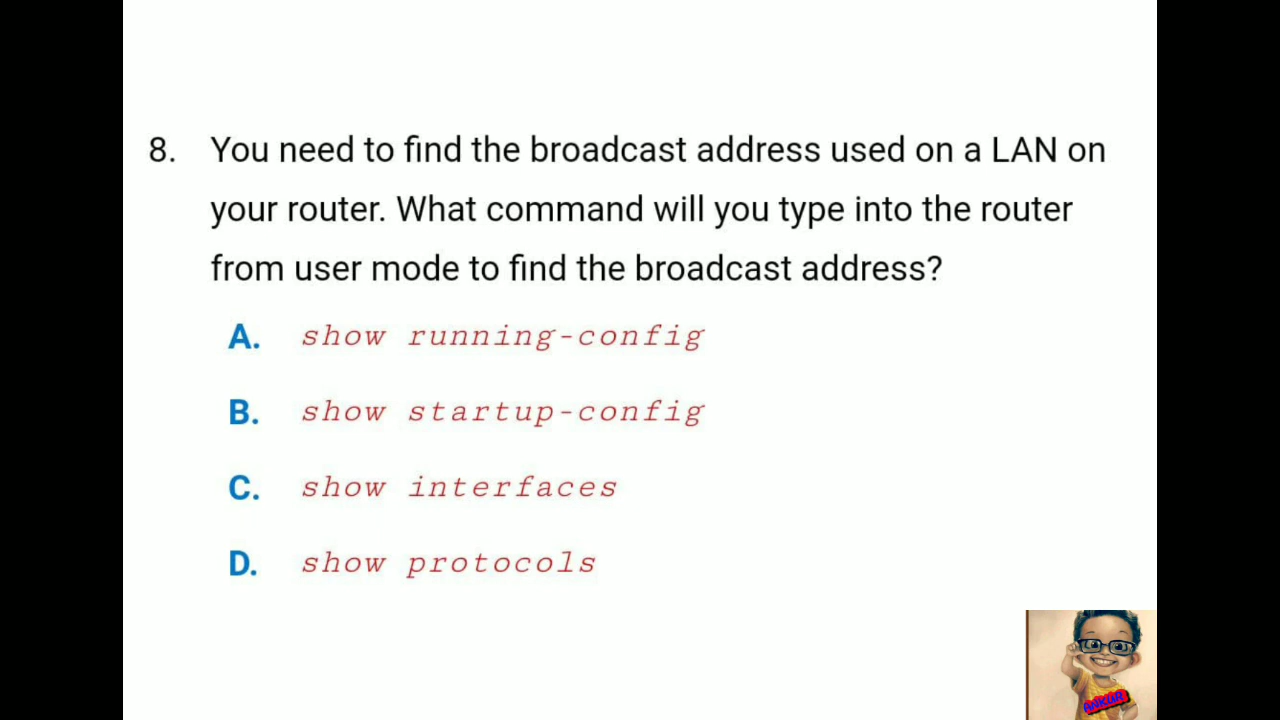 8. You need to find the broadcast address used on a LAN on
your router. What command will you type into the router
from user mode to find the broadcast address?
A. show running-config
B. show startup-config
C. show interfaces
D. show protocols
ANKUR